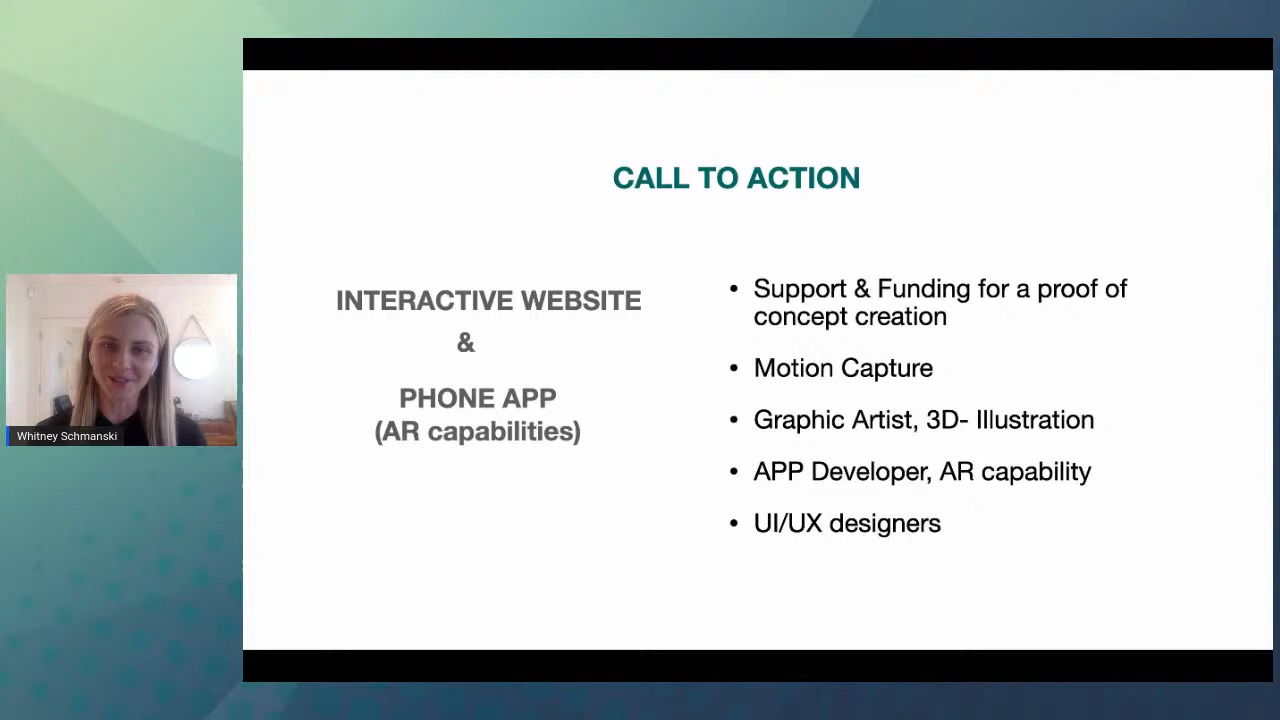 CALL TO ACTION
INTERACTIVE WEBSITE
&
PHONE APP
(AR capabilities)
• Support & Funding for a proof of
concept creation
• Motion Capture
• Graphic Artist, 3D- Illustration
• APP Developer, AR capability
• UI/UX designers
Whitney Schmanski